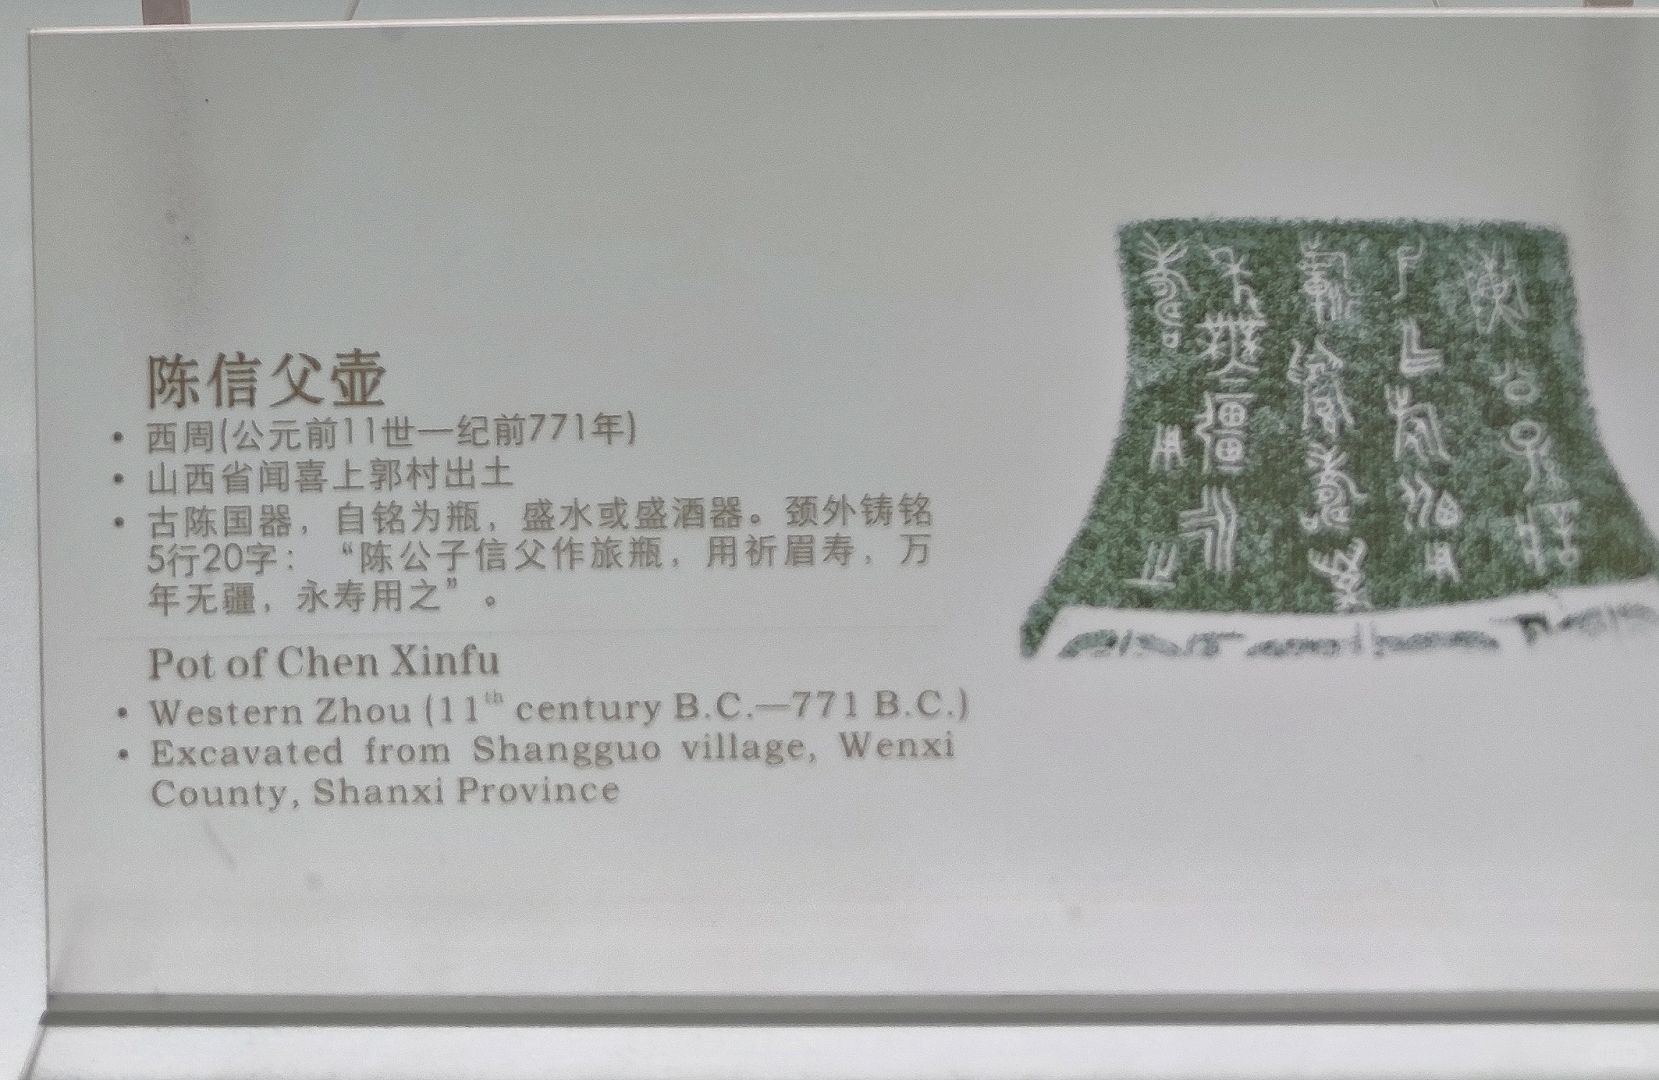 陈信父壶
• 西周(公元前11世—纪前771年)
• 山西省闻喜上郭村出土
• 古陈国器，自铭为瓶，盛水或盛酒器。颈外铸铭
5行20字：“陈公子信父作旅瓶，用祈眉寿，万
年无疆，永寿用之”。
Pot of Chen Xinfu
• Western Zhou (11th century B.C.—771 B.C.)
• Excavated from Shangguo village, Wenxi
County, Shanxi Province